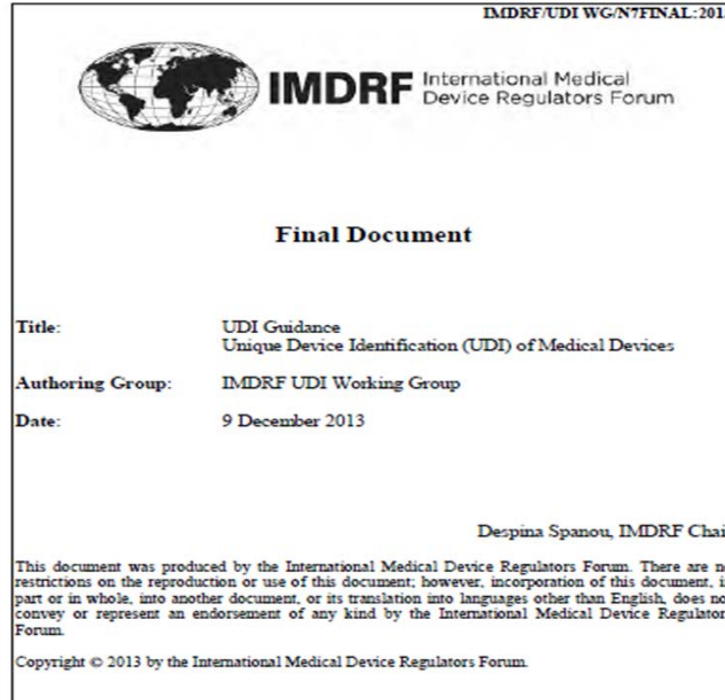 IMDRF/UDI WG/N7FINAL:201
IMDRF International Medical
Device Regulators Forum
Final Document
Title: UDI Guidance
Unique Device Identification (UDI) of Medical Devices
Authoring Group: IMDRF UDI Working Group
Date: 9 December 2013
Despina Spanou, IMDRF Chai
This document was produced by the International Medical Device Regulators Forum. There are n
restrictions on the reproduction or use of this document; however, incorporation of this document, i
part or in whole, into another document, or its translation into languages other than English, does no
convey or represent an endorsement of any kind by the International Medical Device Regulator
Forum.
Copyright © 2013 by the International Medical Device Regulators Forum.